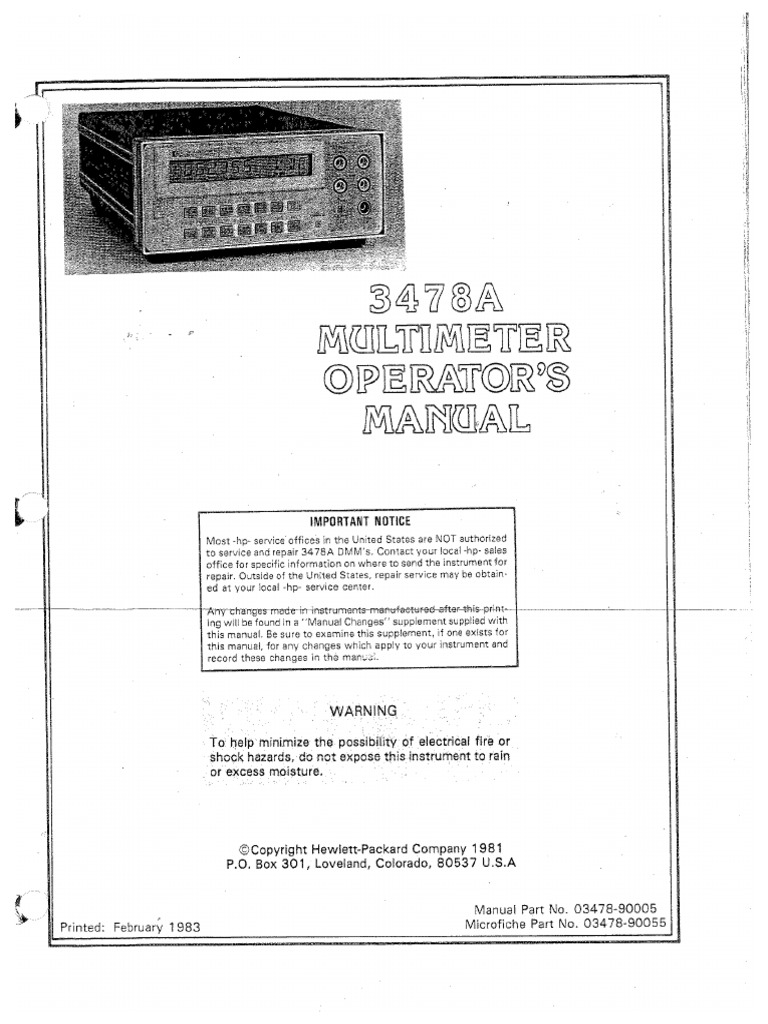 3478A
MULTIMETER
OPERATOR'S
MANUAL
IMPORTANT NOTICE
Most -hp- service offices in the United States are NOT authorized
to service and repair 3478A DMM's. Contact your local -hp- sales
office for specific information on where to send the instrument for
repair. Outside of the United States, repair service may be obtain-
ed at your local -hp- service center.
Any changes made in instruments manufactured after this print-
ing will be found in a "Manual Changes" supplement supplied with
this manual. Be sure to examine this supplement, if one exists for
this manual, for any changes which apply to your instrument and
record these changes in the manual.
WARNING
To help minimize the possibility of electrical fire or
shock hazards, do not expose this instrument to rain
or excess moisture.
©Copyright Hewlett-Packard Company 1981
P.O. Box 301, Loveland, Colorado, 80537 U.S.A
Manual Part No. 03478-90005
Printed: February 1983
Microfiche Part No. 03478-90055